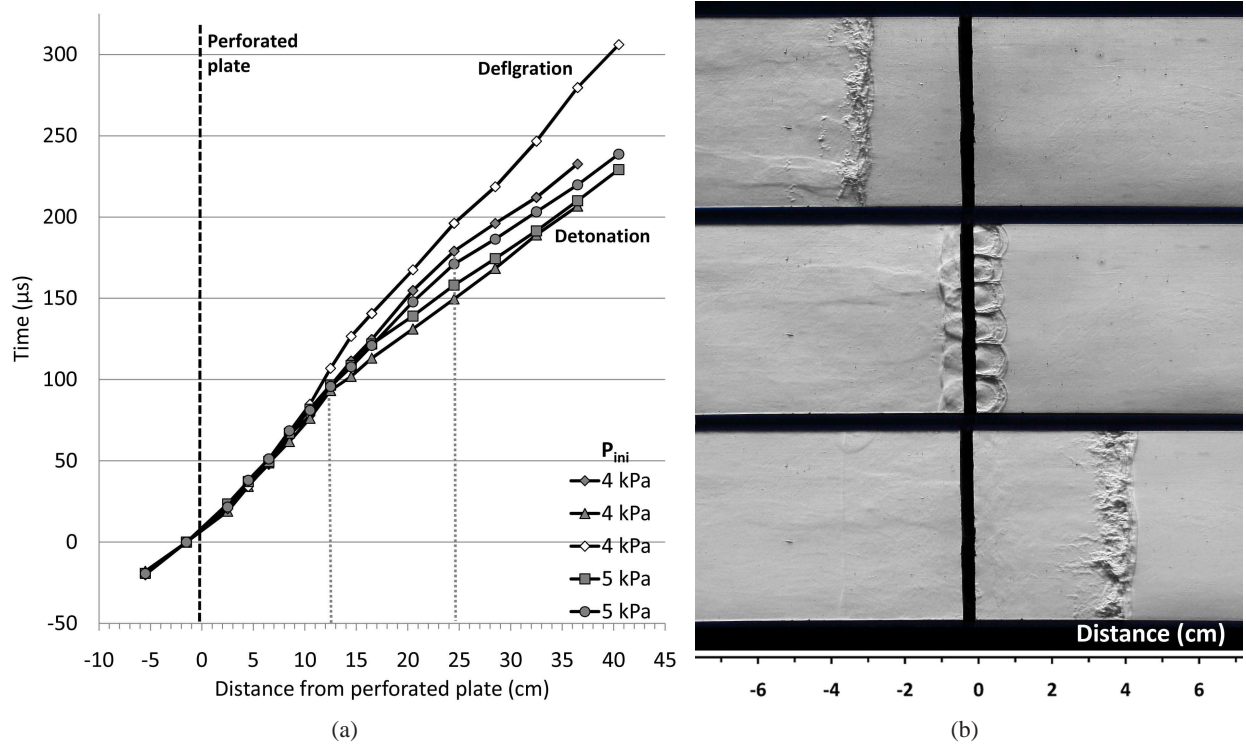 300
250
200
150
100
50
0
-50
Time (µs)
Perforated
plate
Deflgration
Detonation
P_ini
4 kPa
4 kPa
4 kPa
5 kPa
5 kPa
-10 -5 0 5 10 15 20 25 30 35 40 45
Distance from perforated plate (cm)
(a)
Distance (cm)
-6 -4 -2 0 2 4 6
(b)